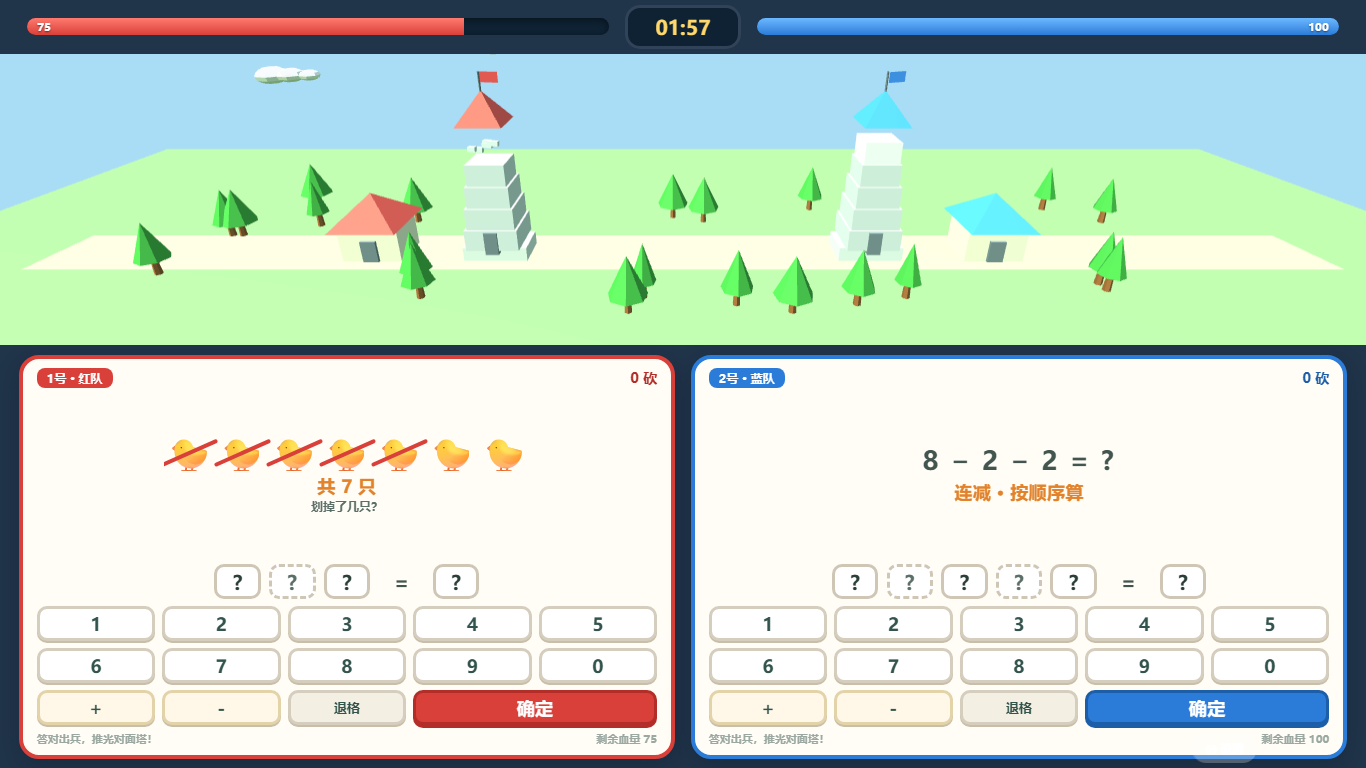 75
01:57
100
1号・红队
0 砍
共 7 只
划掉了几只?
? ? ? = ?
1 2 3 4 5
6 7 8 9 0
+ - 退格 确定
答对出兵，推光对面塔!
剩余血量 75
2号・蓝队
0 砍
8 − 2 − 2 = ?
连减・按顺序算
? ? ? ? ? = ?
1 2 3 4 5
6 7 8 9 0
+ - 退格 确定
答对出兵，推光对面塔!
剩余血量 100